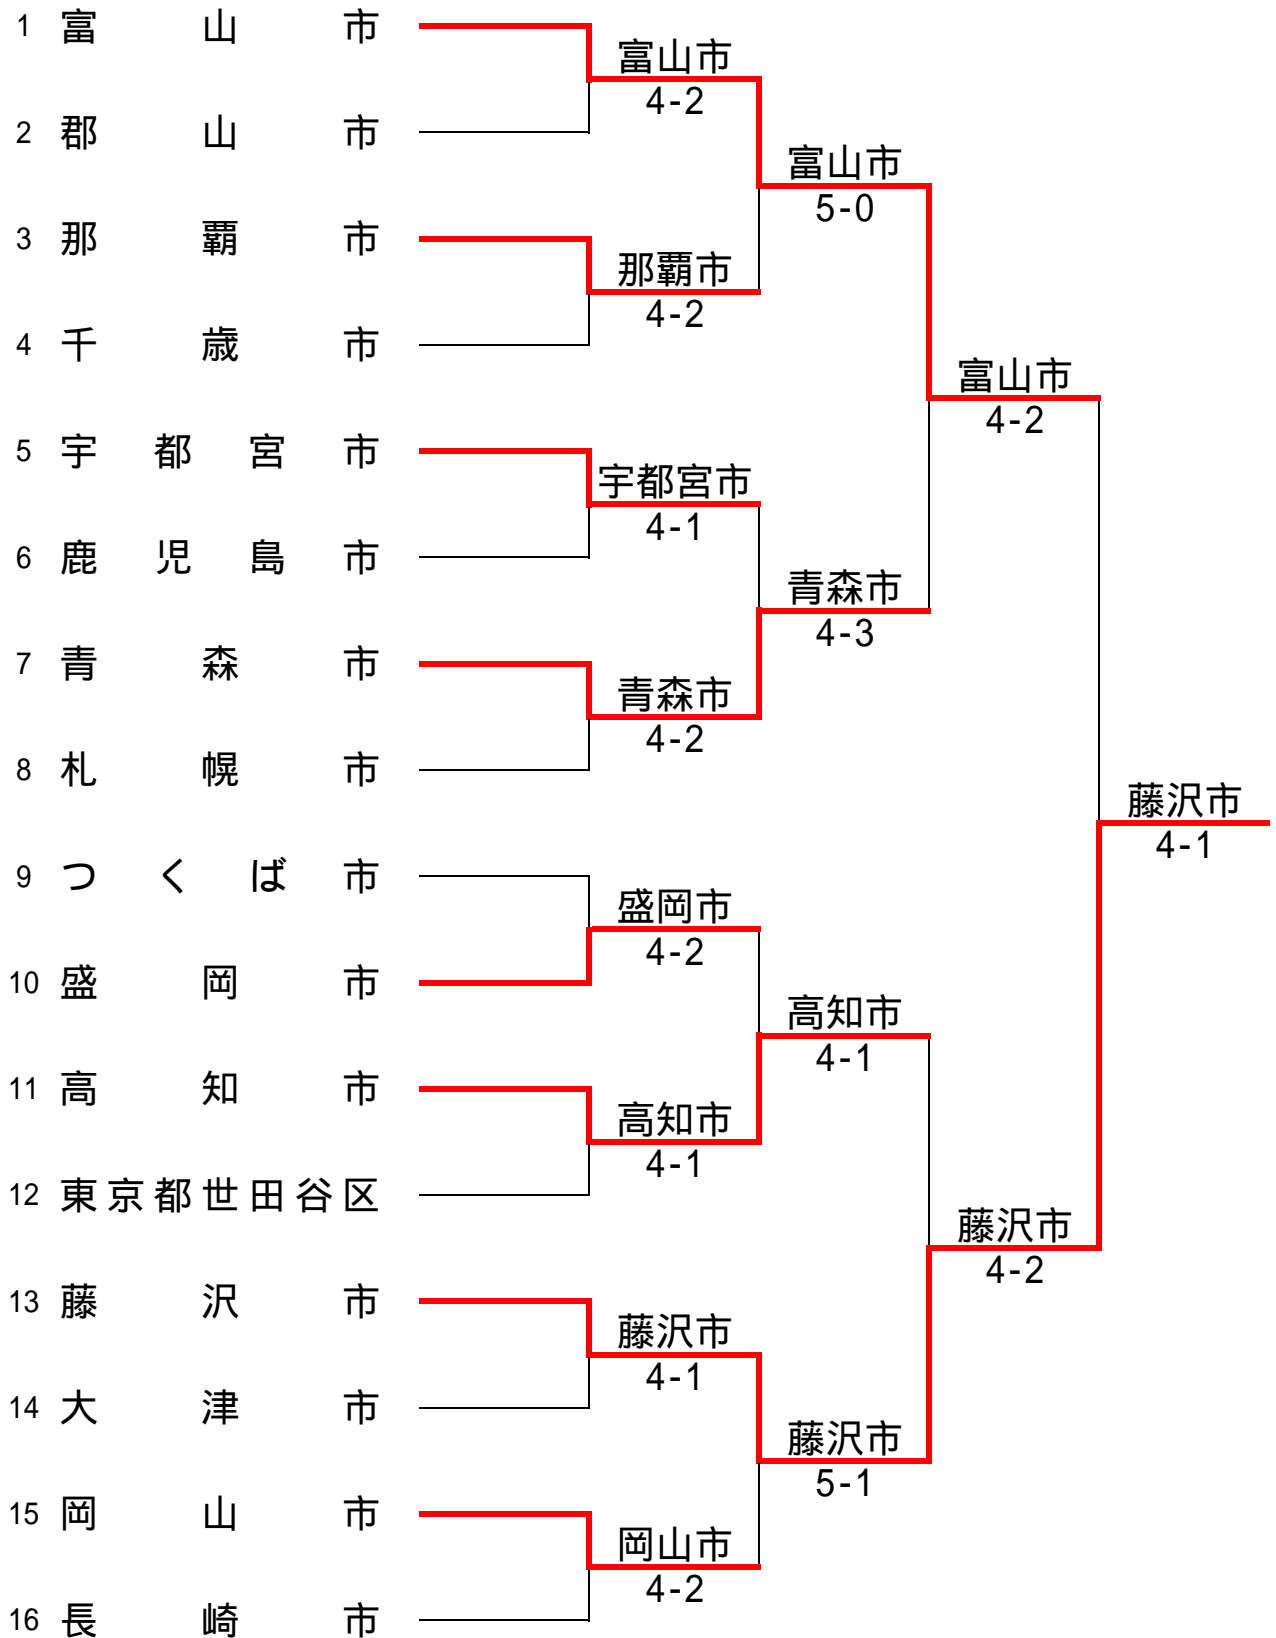 1 富山市
富山市
4-2
2 郡山市
富山市
5-0
3 那覇市
那覇市
4-2
4 千歳市
富山市
4-2
5 宇都宮市
宇都宮市
4-1
6 鹿児島市
青森市
4-3
7 青森市
青森市
4-2
8 札幌市
藤沢市
4-1
9 つくば市
盛岡市
4-2
10 盛岡市
高知市
4-1
11 高知市
高知市
4-1
12 東京都世田谷区
藤沢市
4-2
13 藤沢市
藤沢市
4-1
14 大津市
藤沢市
5-1
15 岡山市
岡山市
4-2
16 長崎市